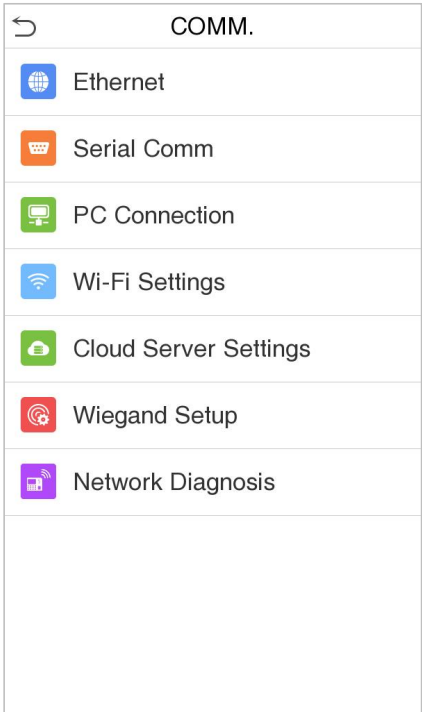 COMM.
Ethernet
Serial Comm
PC Connection
Wi-Fi Settings
Cloud Server Settings
Wiegand Setup
Network Diagnosis